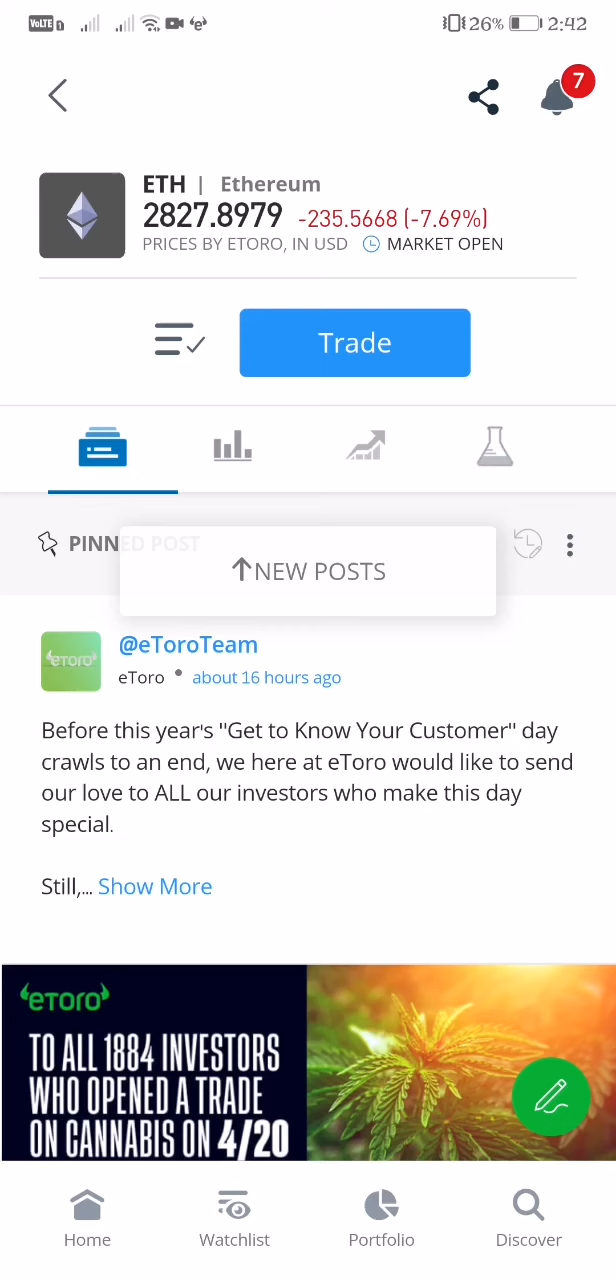 VoLTE 1
26% 2:42
7
ETH | Ethereum
2827.8979 -235.5668 (-7.69%)
PRICES BY ETORO, IN USD MARKET OPEN
Trade
PINNED POST
↑NEW POSTS
eToro
@eToroTeam
eToro • about 16 hours ago
Before this year's "Get to Know Your Customer" day
crawls to an end, we here at eToro would like to send
our love to ALL our investors who make this day
special.
Still,... Show More
eToro
TO ALL 1884 INVESTORS
WHO OPENED A TRADE
ON CANNABIS ON 4/20
Home Watchlist Portfolio Discover